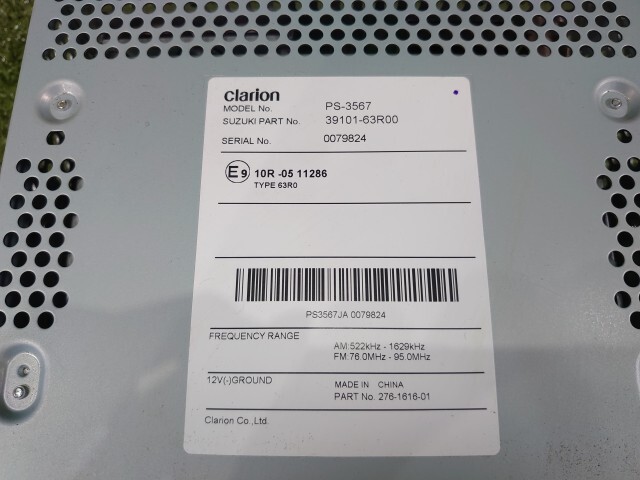 clarion
MODEL No. PS-3567
SUZUKI PART No. 39101-63R00
SERIAL No. 0079824
E9 10R -05 11286
TYPE 63R0
PS3567JA 0079824
FREQUENCY RANGE
AM:522kHz - 1629kHz
FM:76.0MHz - 95.0MHz
12V(-)GROUND
MADE IN CHINA
PART No. 276-1616-01
Clarion Co.,Ltd.